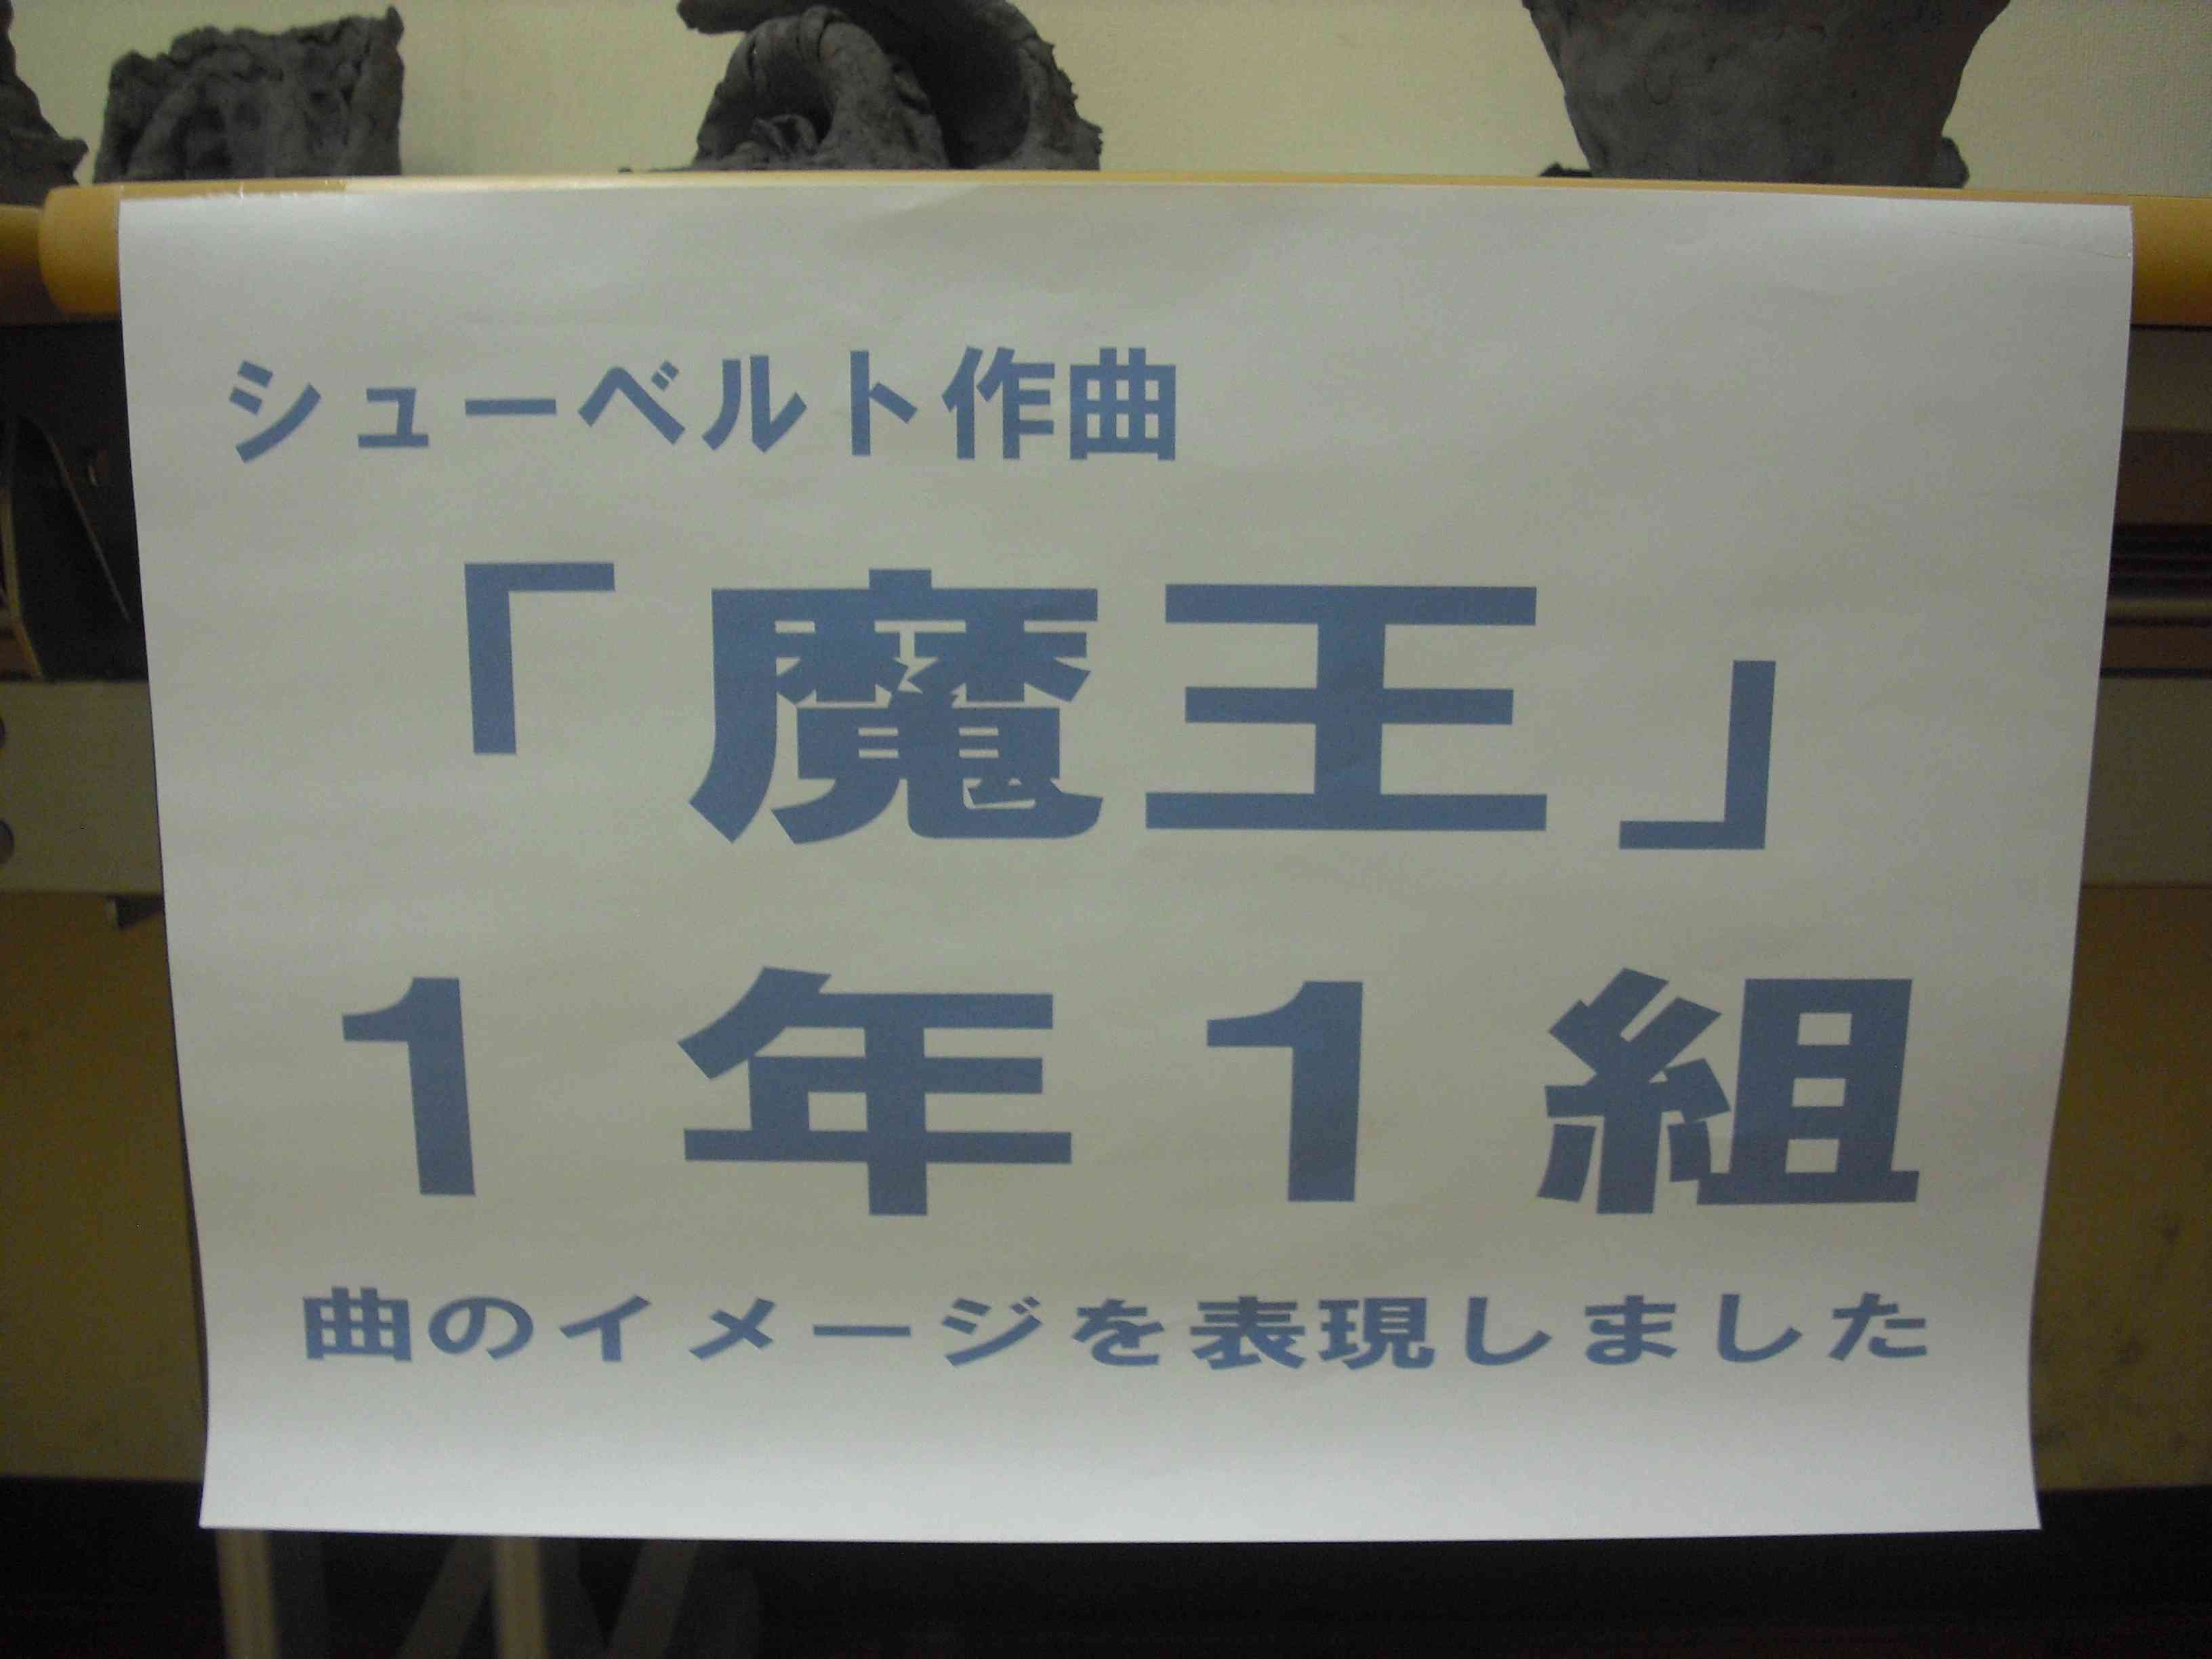 シューベルト作曲
「魔王」
１年１組
曲のイメージを表現しました